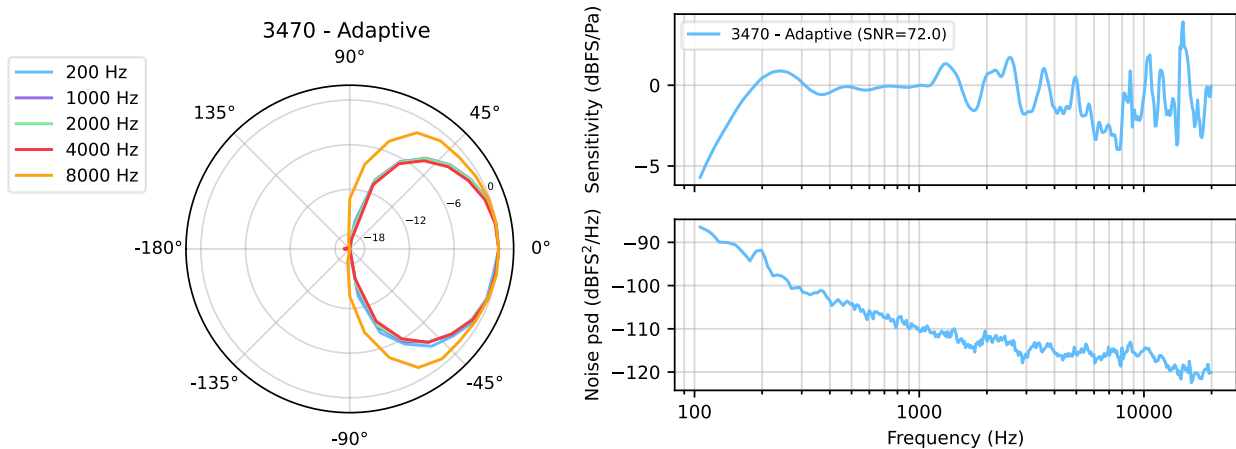 3470 - Adaptive
200 Hz
1000 Hz
2000 Hz
4000 Hz
8000 Hz
90°
135°
45°
-180°
0°
-135°
-45°
-90°
0
−6
−12
−18
Sensitivity (dBFS/Pa)
0
−5
3470 - Adaptive (SNR=72.0)
Noise psd (dBFS²/Hz)
−90
−100
−110
−120
100
1000
10000
Frequency (Hz)